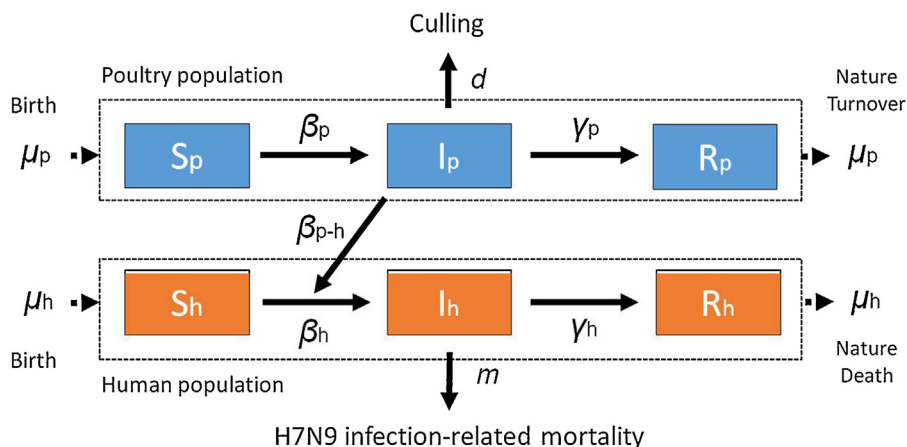 Culling
Poultry population
d
Nature
Turnover
Birth
μp
Sp
βp
Ip
γp
Rp
μp
βp-h
μh
Sh
βh
Ih
γh
Rh
μh
Birth
Human population
m
Nature
Death
H7N9 infection-related mortality